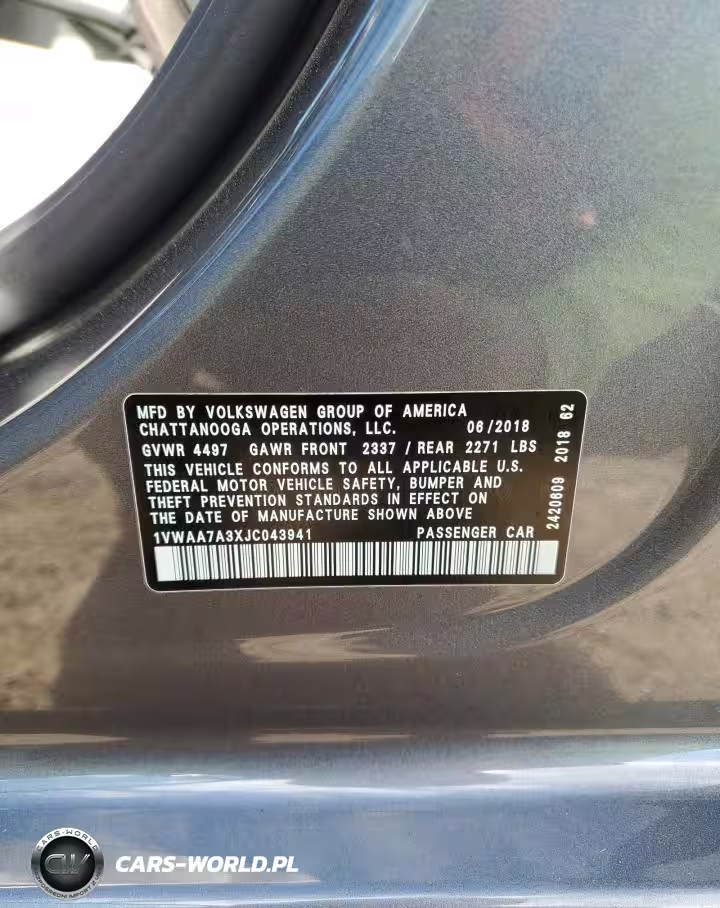 MFD BY VOLKSWAGEN GROUP OF AMERICA
CHATTANOOGA OPERATIONS, LLC. 06/2018
GVWR 4497 GAWR FRONT 2337 / REAR 2271 LBS
THIS VEHICLE CONFORMS TO ALL APPLICABLE U.S.
FEDERAL MOTOR VEHICLE SAFETY, BUMPER AND
THEFT PREVENTION STANDARDS IN EFFECT ON
THE DATE OF MANUFACTURE SHOWN ABOVE
1VWAA7A3XJC043941 PASSENGER CAR
2420609 2018 62
CARS-WORLD
CARS-WORLD.PL